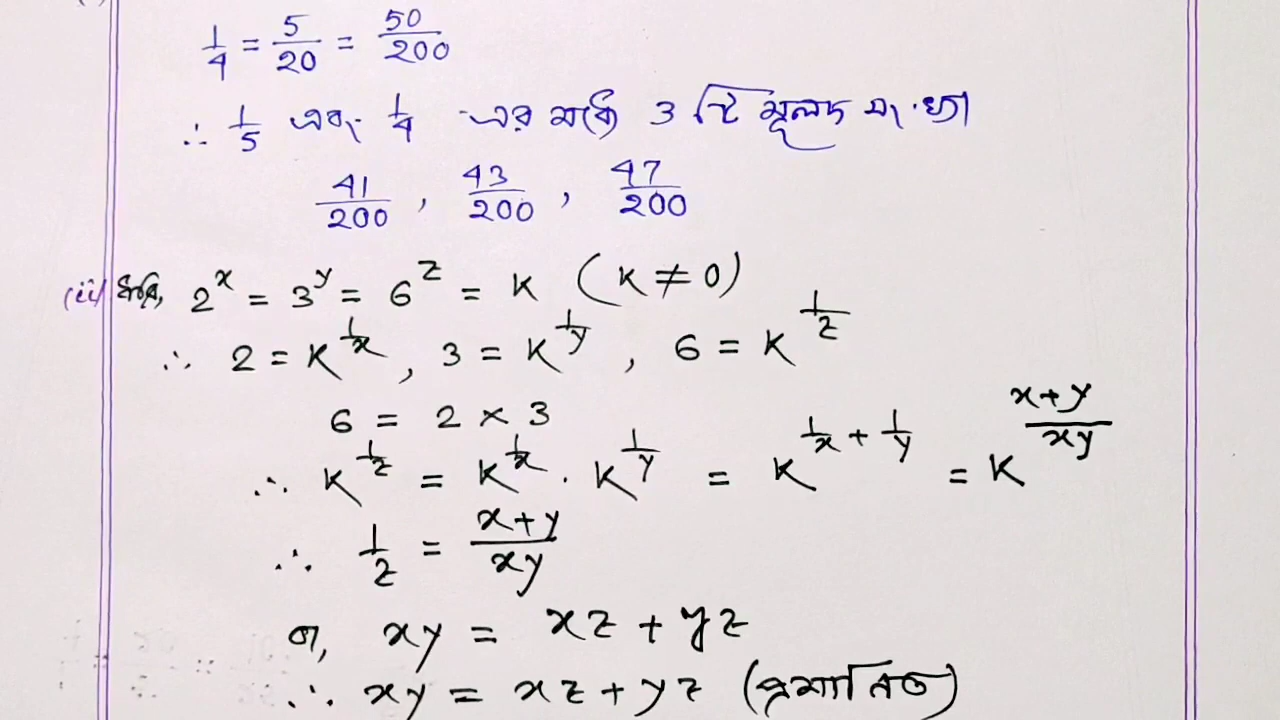 1/4 = 5/20 = 50/200
∴ 1/5 এবং 1/4 -এর মধ্যে 3 টি মূলদ সংখ্যা
41/200 , 43/200 , 47/200
(ii) ধরি, 2^x = 3^y = 6^z = K (K ≠ 0)
∴ 2 = K^(1/x) , 3 = K^(1/y) , 6 = K^(1/z)
6 = 2 × 3
∴ K^(1/z) = K^(1/x) . K^(1/y) = K^(1/x + 1/y) = K^((x+y)/xy)
∴ 1/z = (x+y)/xy
বা, xy = xz + yz
∴ xy = xz + yz (প্রমাণিত)